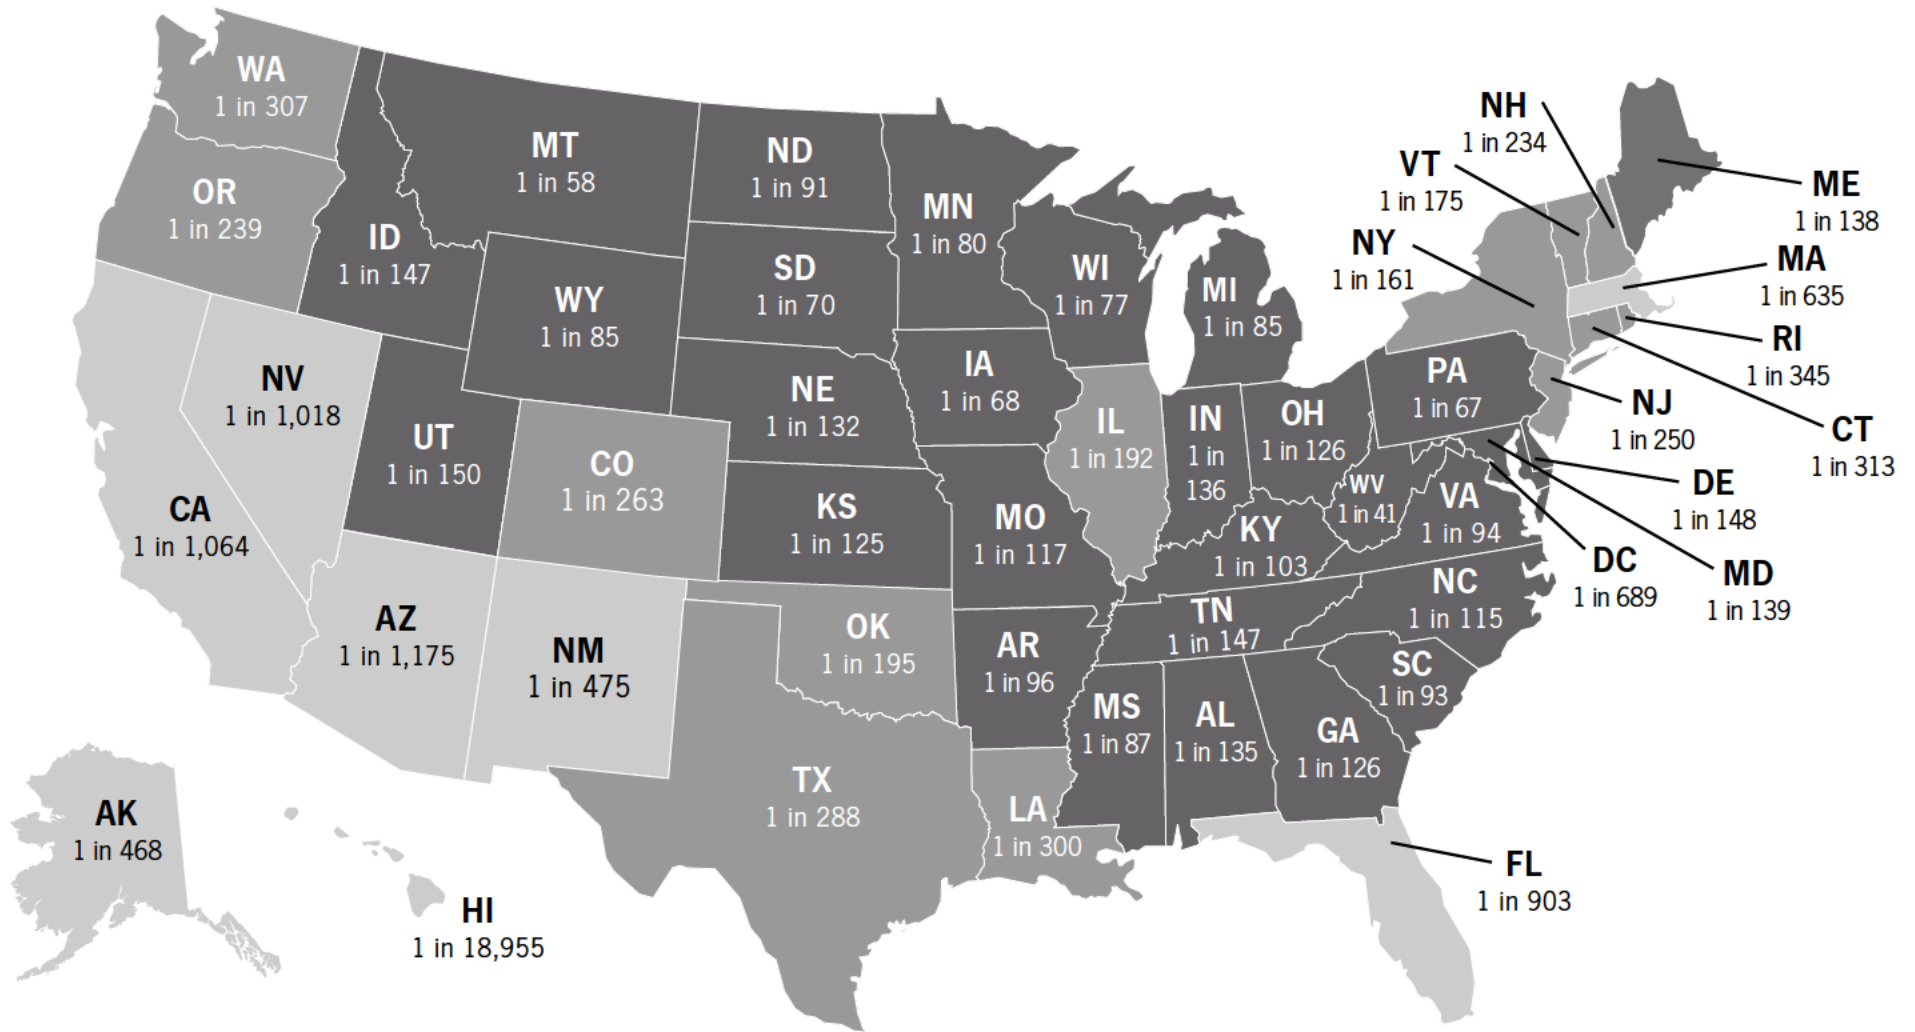 WA
1 in 307
OR
1 in 239
ID
1 in 147
MT
1 in 58
ND
1 in 91
MN
1 in 80
SD
1 in 70
WY
1 in 85
WI
1 in 77
MI
1 in 85
NH
1 in 234
VT
1 in 175
NY
1 in 161
ME
1 in 138
MA
1 in 635
RI
1 in 345
CT
1 in 313
NJ
1 in 250
DE
1 in 148
MD
1 in 139
DC
1 in 689
NV
1 in 1,018
CA
1 in 1,064
UT
1 in 150
CO
1 in 263
NE
1 in 132
IA
1 in 68
IL
1 in 192
IN
1 in
136
OH
1 in 126
PA
1 in 67
WV
1 in 41
VA
1 in 94
KY
1 in 103
KS
1 in 125
MO
1 in 117
NC
1 in 115
TN
1 in 147
SC
1 in 93
AZ
1 in 1,175
NM
1 in 475
OK
1 in 195
AR
1 in 96
MS
1 in 87
AL
1 in 135
GA
1 in 126
TX
1 in 288
LA
1 in 300
FL
1 in 903
AK
1 in 468
HI
1 in 18,955